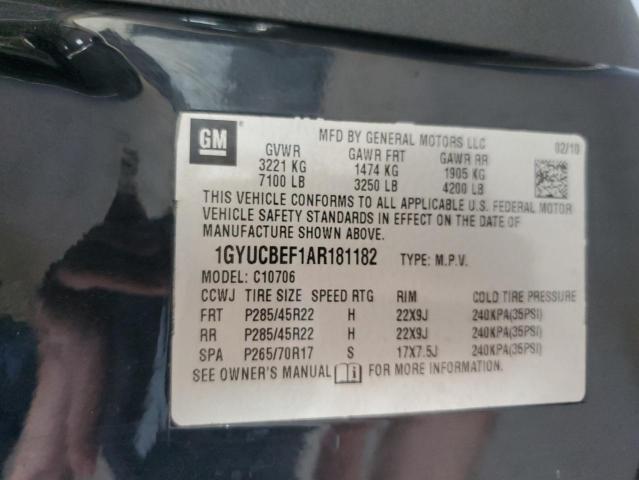 GM ® MFD BY GENERAL MOTORS LLC 02/10
GVWR GAWR FRT GAWR RR
3221 KG 1474 KG 1905 KG
7100 LB 3250 LB 4200 LB
THIS VEHICLE CONFORMS TO ALL APPLICABLE U.S. FEDERAL MOTOR
VEHICLE SAFETY STANDARDS IN EFFECT ON THE DATE OF
MANUFACTURE SHOWN ABOVE.
1GYUCBEF1AR181182 TYPE: M.P.V.
MODEL: C10706
CCWJ TIRE SIZE SPEED RTG RIM COLD TIRE PRESSURE
FRT P285/45R22 H 22X9J 240KPA(35PSI)
RR P285/45R22 H 22X9J 240KPA(35PSI)
SPA P265/70R17 S 17X7.5J 240KPA(35PSI)
SEE OWNER'S MANUAL FOR MORE INFORMATION.